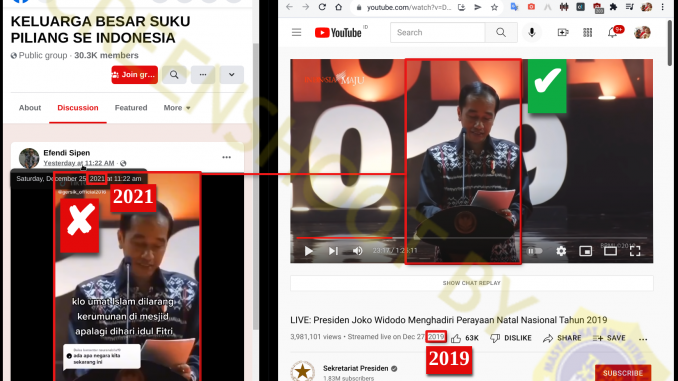 KELUARGA BESAR SUKU
PILIANG SE INDONESIA
Public group · 30.3K members
Join gr...
About
Discussion
Featured
More
Efendi Sipen
Yesterday at 11:22 AM
Saturday, December 25, 2021 at 11:22 am
2021
klo umat Islam dilarang
kerumunan di mesjid
apalagi dihari idul Fitri.
ada apa negara kita
sekarang ini
youtube.com/watch?v=D...
YouTube
ID
Search
9+
MAJU
2019
23:17 / 1:23:11
SHOW CHAT REPLAY
LIVE: Presiden Joko Widodo Menghadiri Perayaan Natal Nasional Tahun 2019
3,981,101 views • Streamed live on Dec 27, 2019
63K
DISLIKE
SHARE
SAVE
2019
Sekretariat Presiden
1.83M subscribers
SUBSCRIBE
SCREENSHOOT BY